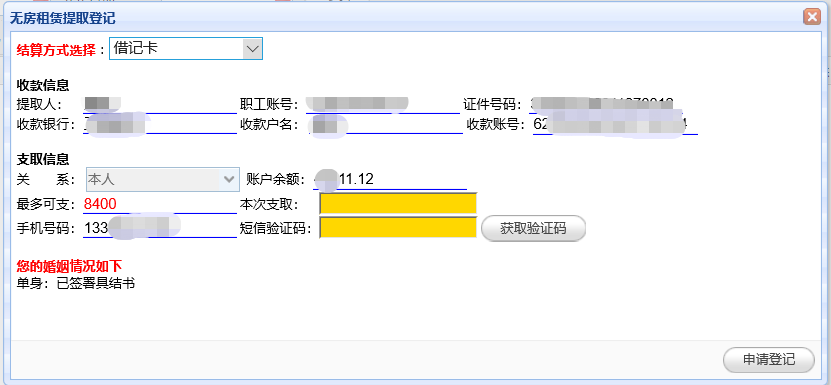 无房租赁提取登记
结算方式选择：借记卡
收款信息
提取人： 职工账号： 证件号码：
收款银行： 收款户名： 收款账号：62 4
支取信息
关 系：本人 账户余额： 11.12
最多可支：8400 本次支取：
手机号码：133 短信验证码： 获取验证码
您的婚姻情况如下
单身：已签署具结书
申请登记